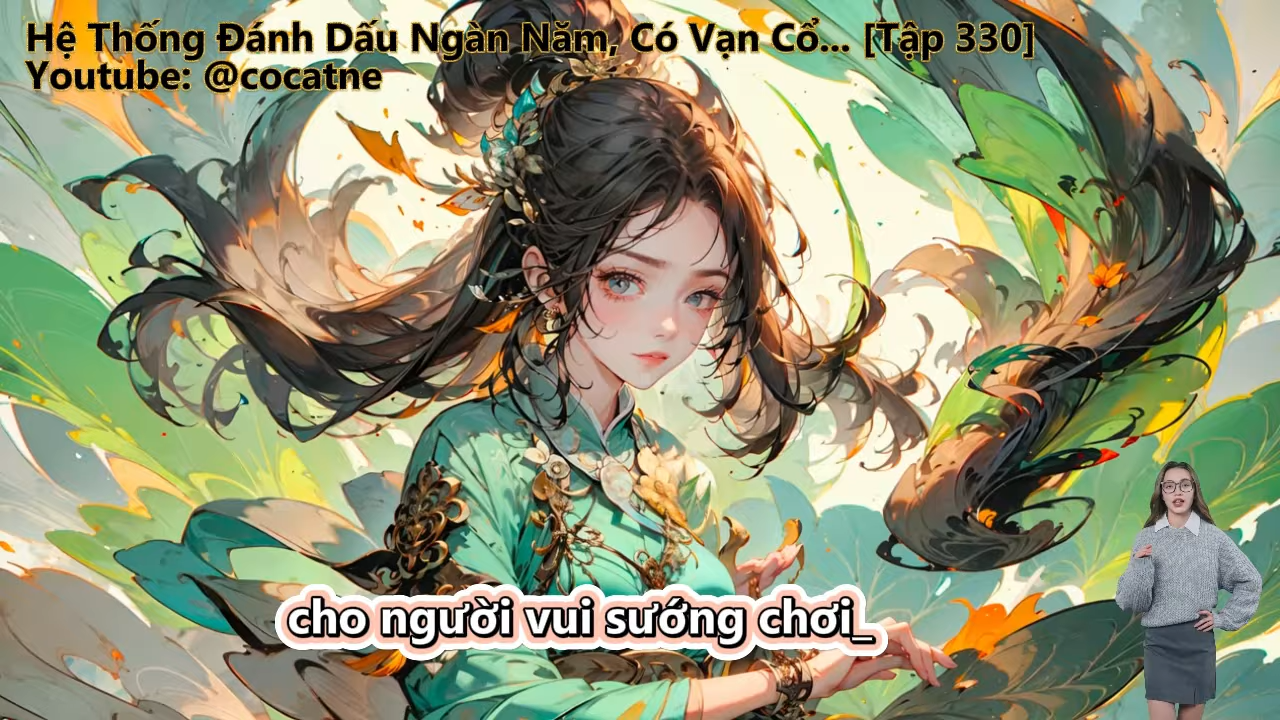 Hệ Thống Đánh Dấu Ngàn Năm, Có Vạn Cổ... [Tập 330]
Youtube: @cocatne
cho người vui sướng chơi_